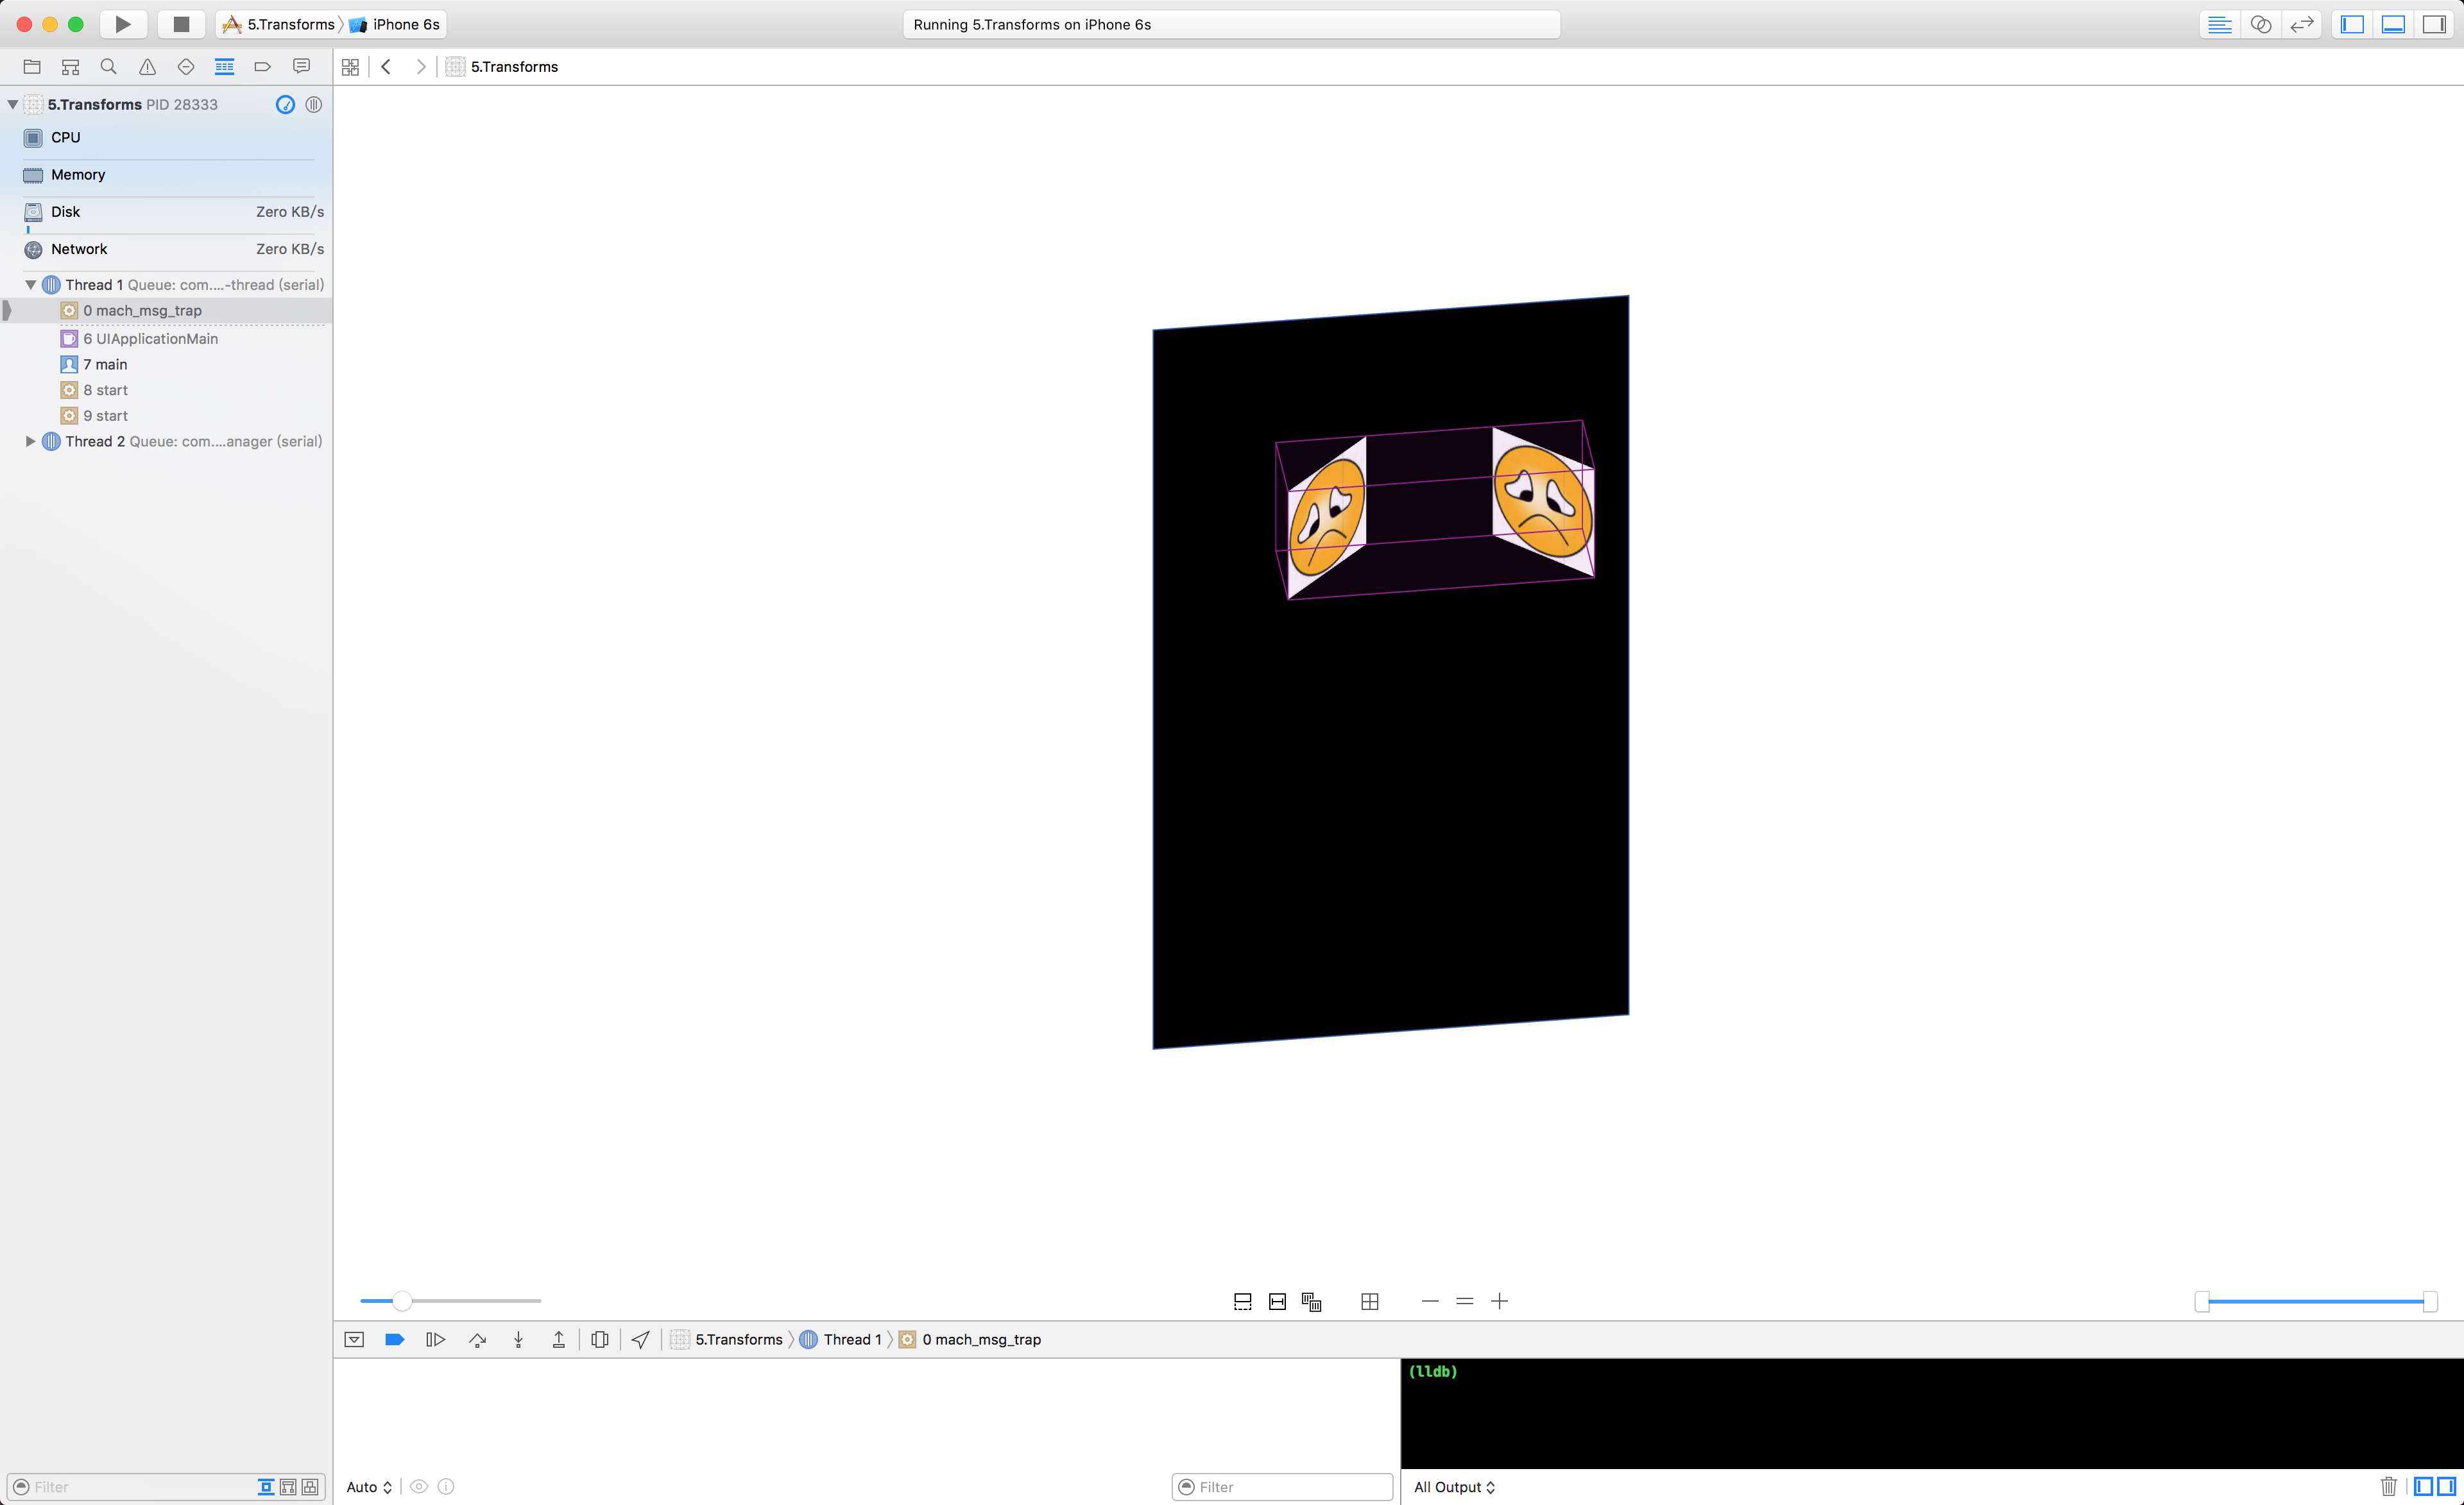 5.Transforms iPhone 6s
Running 5.Transforms on iPhone 6s
5.Transforms
5.Transforms PID 28333
CPU
Memory
Disk Zero KB/s
Network Zero KB/s
Thread 1 Queue: com....-thread (serial)
0 mach_msg_trap
6 UIApplicationMain
7 main
8 start
9 start
Thread 2 Queue: com....anager (serial)
5.Transforms Thread 1 0 mach_msg_trap
(lldb)
Filter
Auto
Filter
All Output